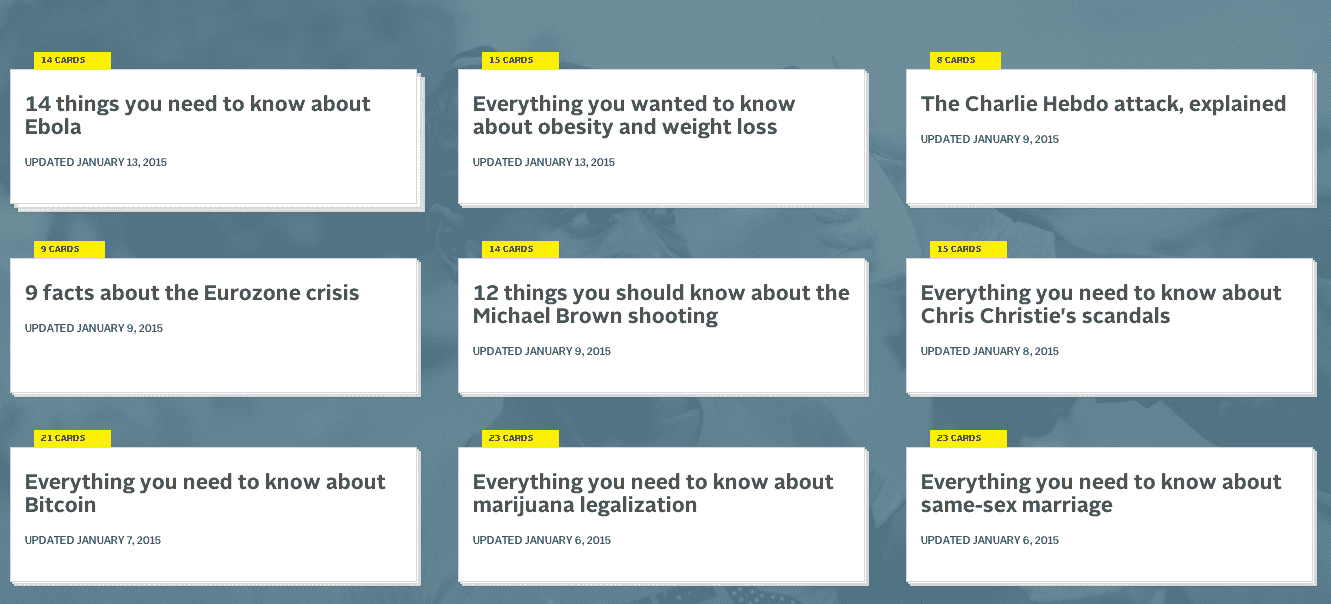 14 CARDS
14 things you need to know about
Ebola
UPDATED JANUARY 13, 2015
15 CARDS
Everything you wanted to know
about obesity and weight loss
UPDATED JANUARY 13, 2015
8 CARDS
The Charlie Hebdo attack, explained
UPDATED JANUARY 9, 2015
9 CARDS
9 facts about the Eurozone crisis
UPDATED JANUARY 9, 2015
14 CARDS
12 things you should know about the
Michael Brown shooting
UPDATED JANUARY 9, 2015
15 CARDS
Everything you need to know about
Chris Christie's scandals
UPDATED JANUARY 8, 2015
21 CARDS
Everything you need to know about
Bitcoin
UPDATED JANUARY 7, 2015
23 CARDS
Everything you need to know about
marijuana legalization
UPDATED JANUARY 6, 2015
23 CARDS
Everything you need to know about
same-sex marriage
UPDATED JANUARY 6, 2015